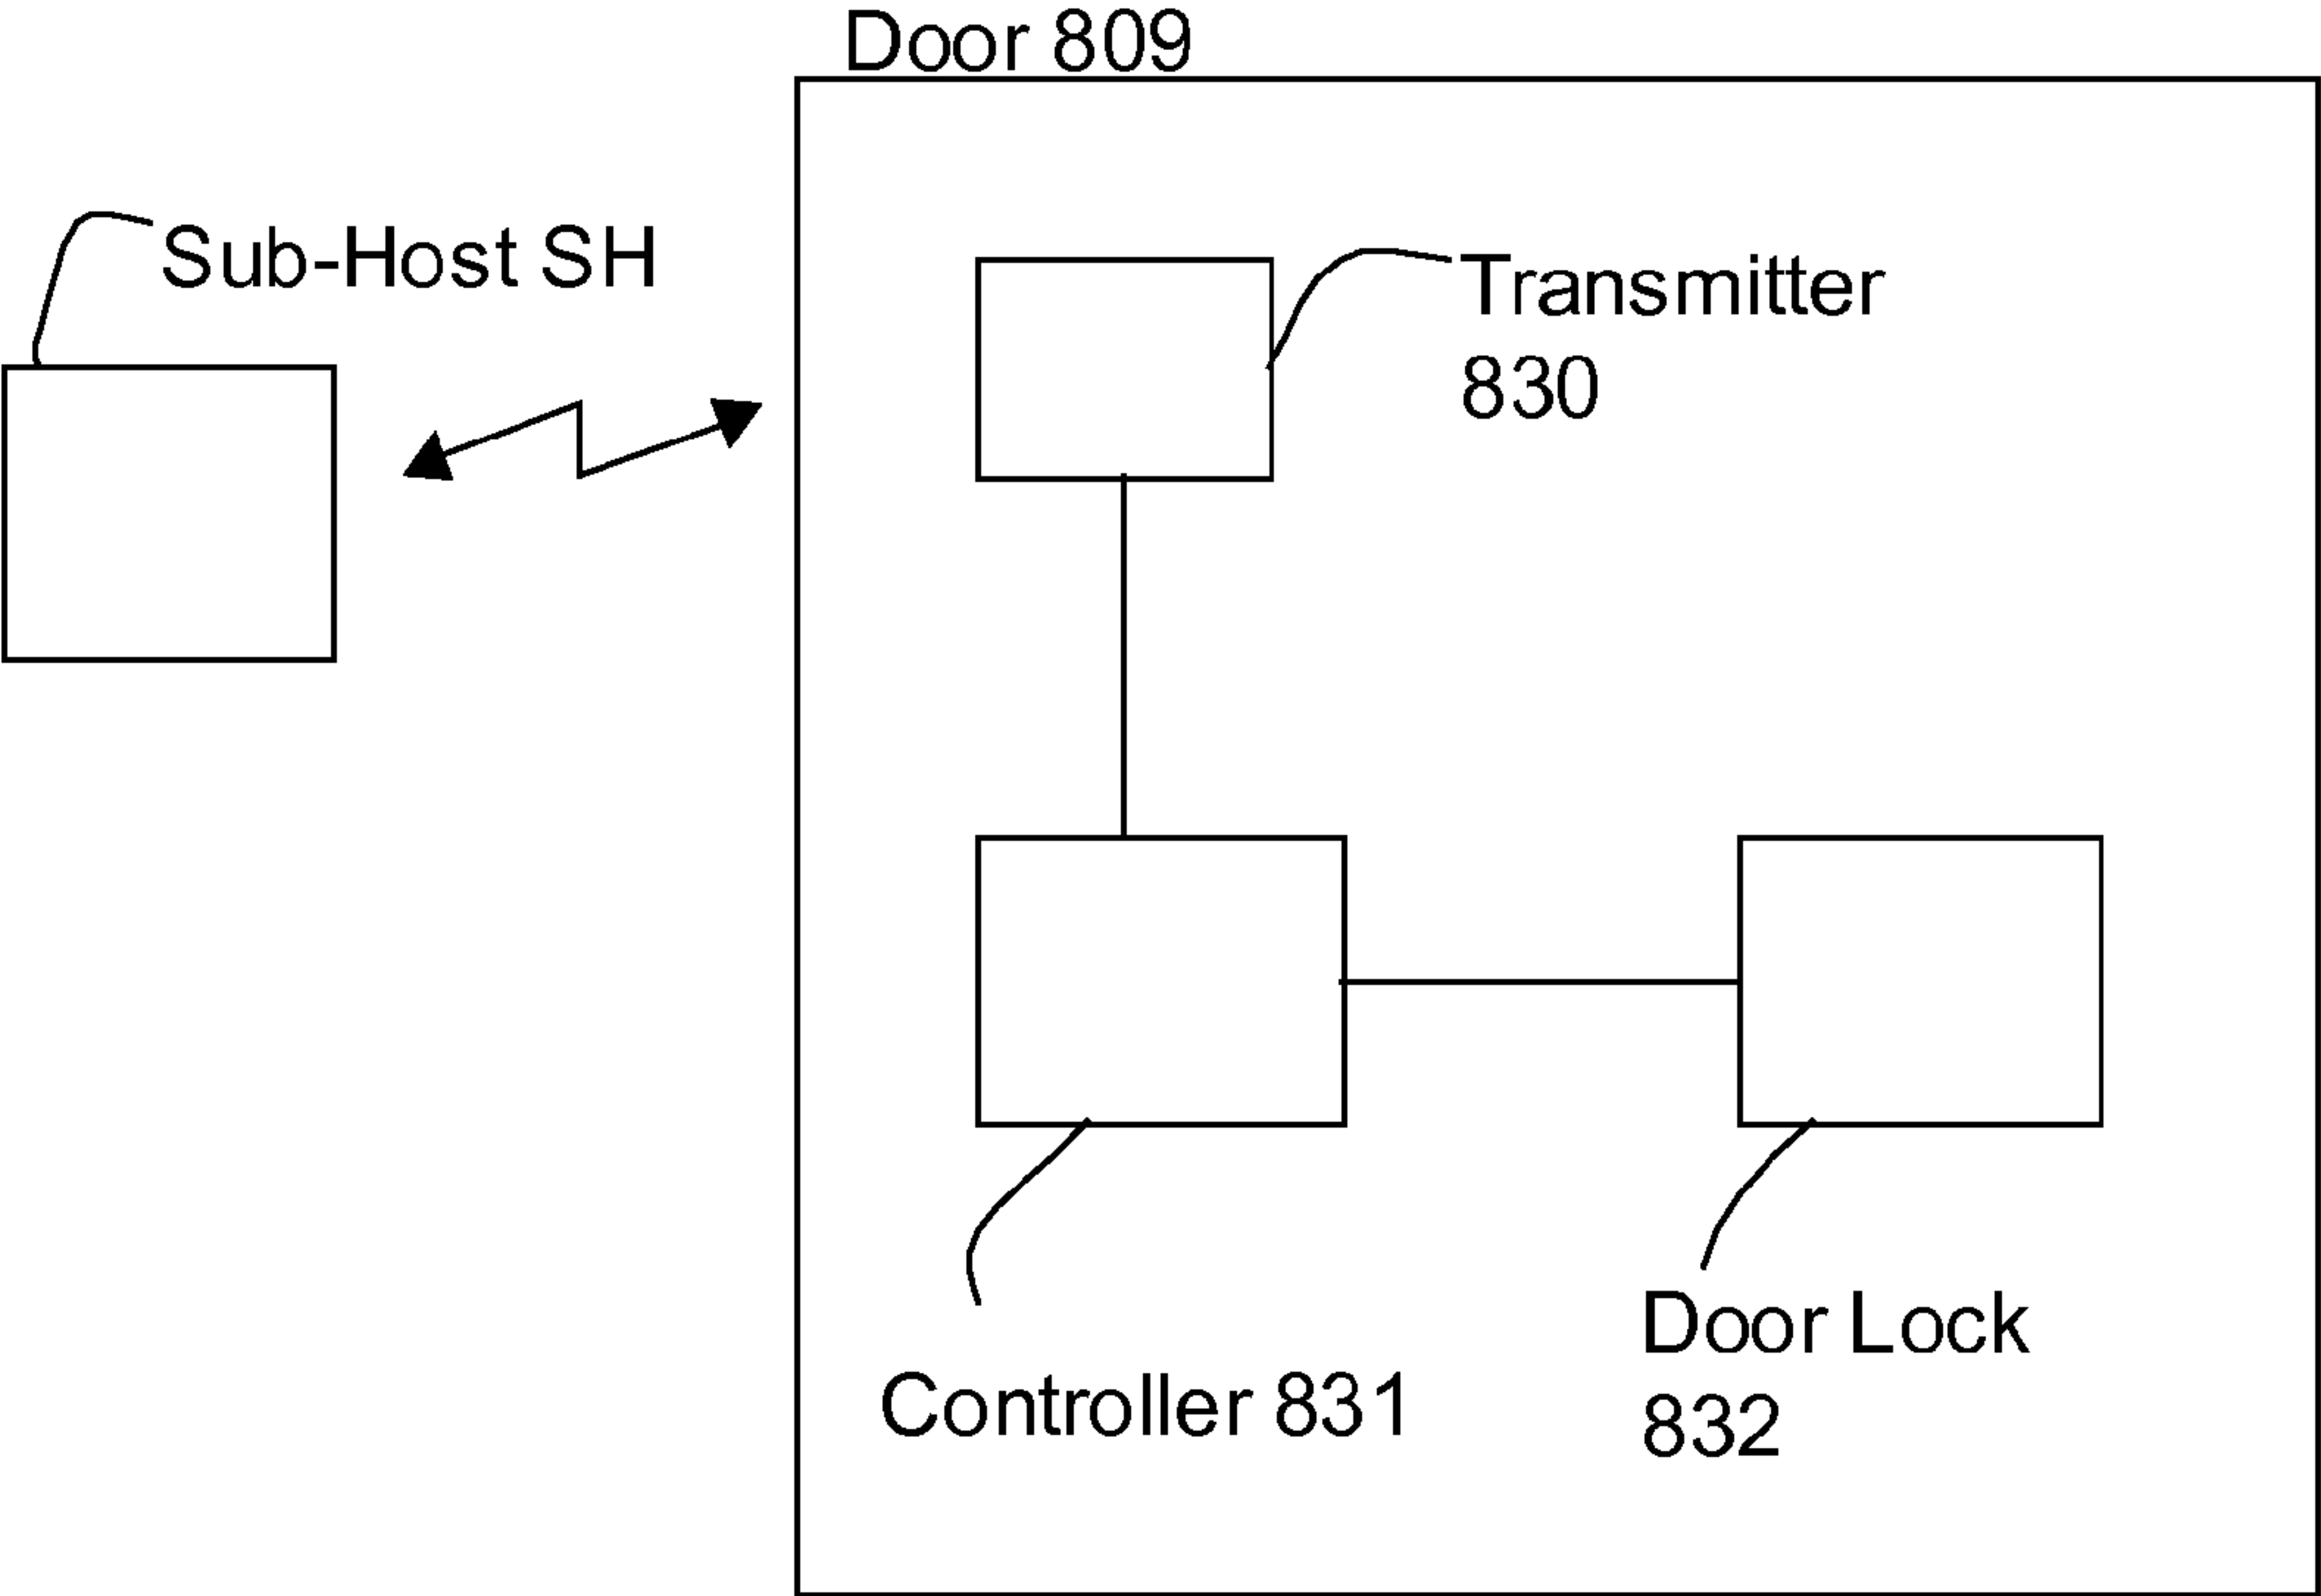 Door 809
Sub-Host SH
Transmitter
830
Door Lock
832
Controller 831